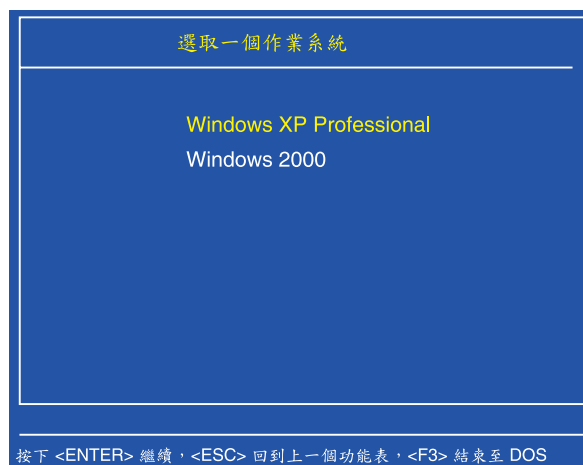 選取一個作業系統
Windows XP Professional
Windows 2000
按下 <ENTER> 繼續，<ESC> 回到上一個功能表，<F3> 結束至 DOS